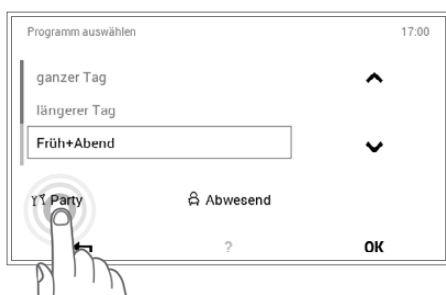 Programm auswählen 17:00
ganzer Tag
längerer Tag
Früh+Abend
Party Abwesend
? OK